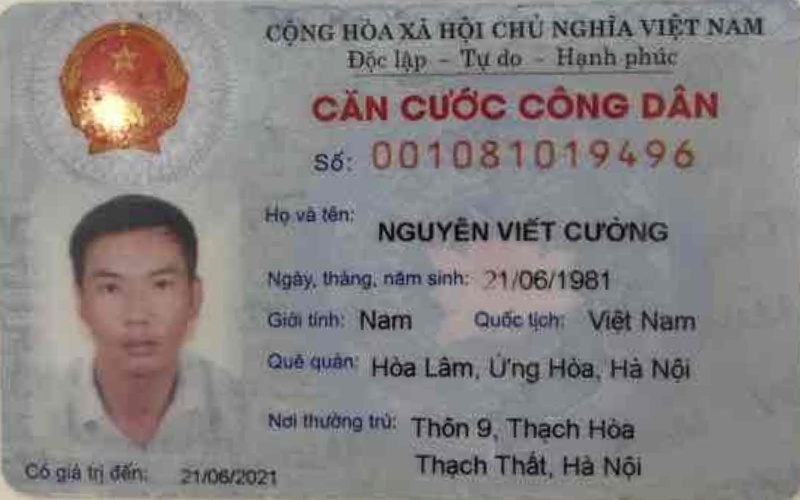 CỘNG HÒA XÃ HỘI CHỦ NGHĨA VIỆT NAM
Độc lập - Tự do - Hạnh phúc
CĂN CƯỚC CÔNG DÂN
Số: 001081019496
Họ và tên: NGUYỄN VIẾT CƯỜNG
Ngày, tháng, năm sinh: 21/06/1981
Giới tính: Nam Quốc tịch: Việt Nam
Quê quán: Hòa Lâm, Ứng Hòa, Hà Nội
Nơi thường trú: Thôn 9, Thạch Hòa
Thạch Thất, Hà Nội
Có giá trị đến: 21/06/2021